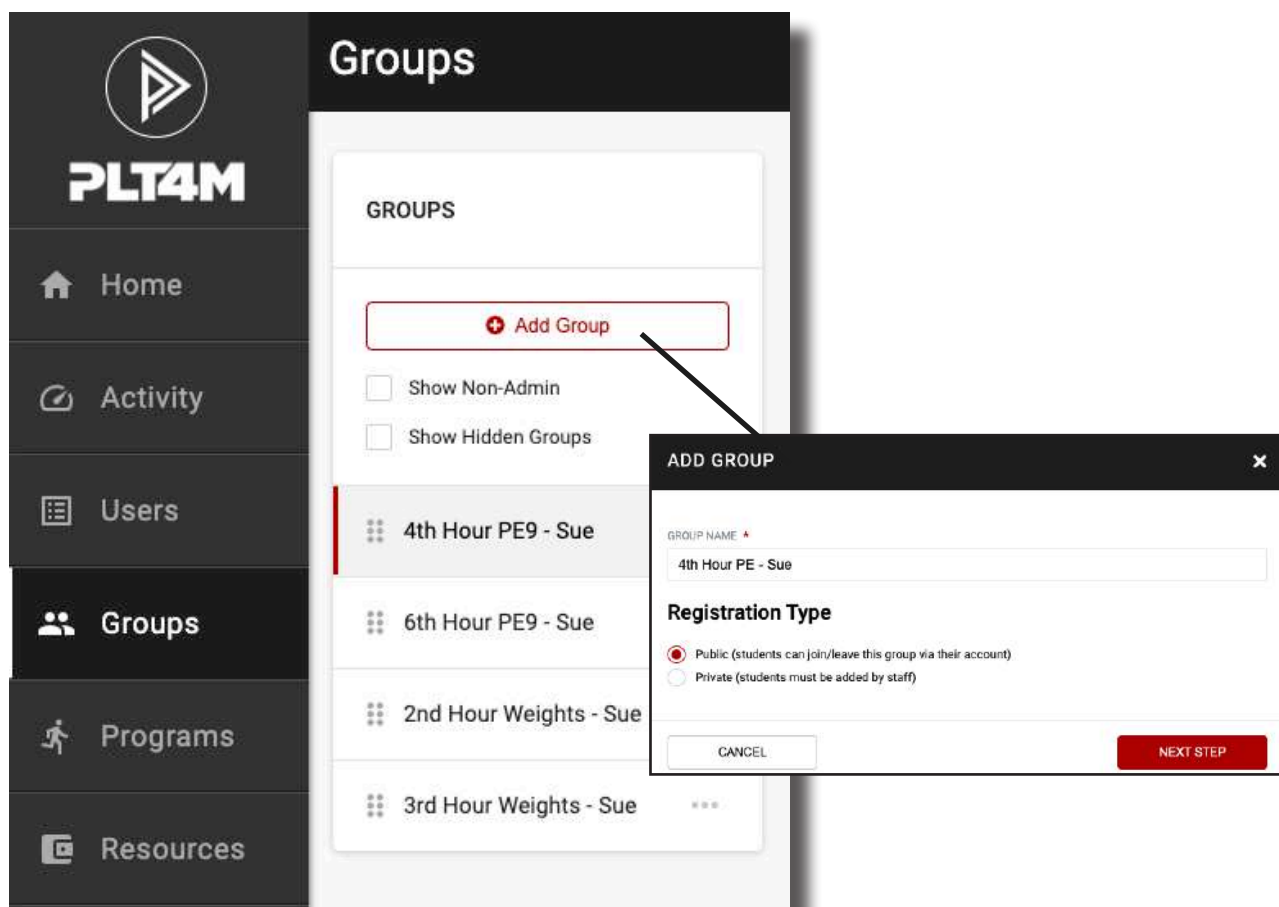 PLT4M
Home
Activity
Users
Groups
Programs
Resources
Groups
GROUPS
Add Group
Show Non-Admin
Show Hidden Groups
4th Hour PE9 - Sue
6th Hour PE9 - Sue
2nd Hour Weights - Sue
3rd Hour Weights - Sue
ADD GROUP
GROUP NAME *
4th Hour PE - Sue
Registration Type
Public (students can join/leave this group via their account)
Private (students must be added by staff)
CANCEL
NEXT STEP